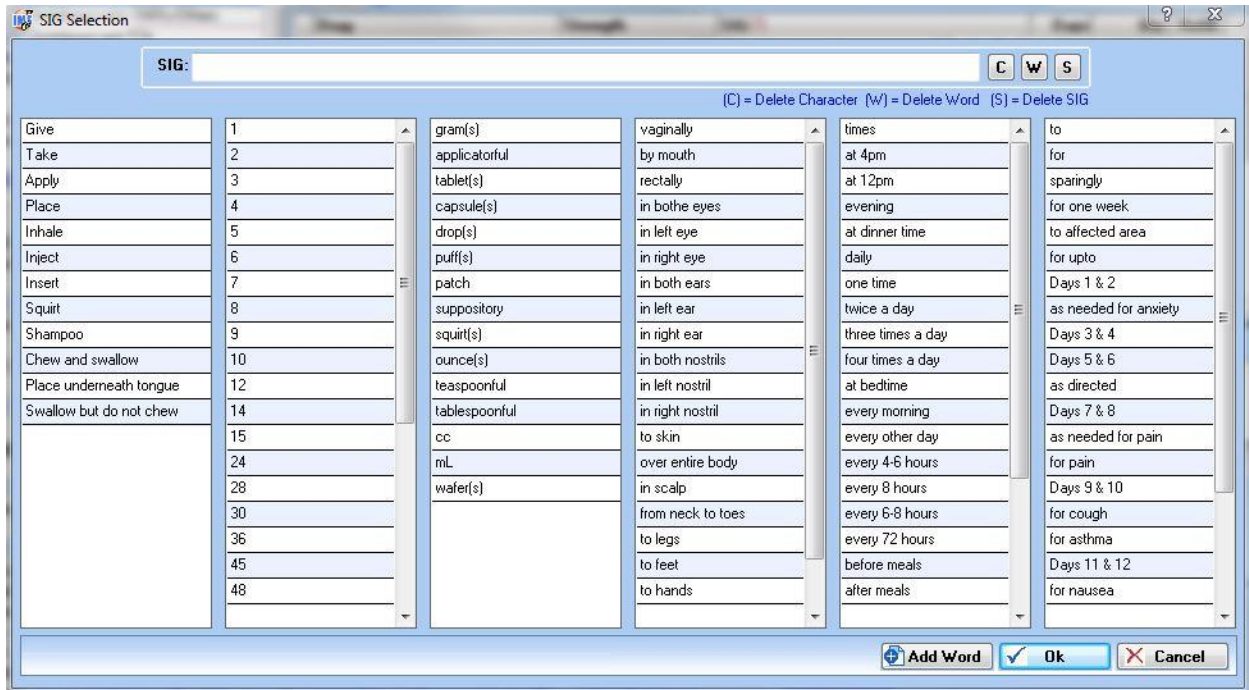 SIG Selection
SIG:
C W S
(C) = Delete Character (W) = Delete Word (S) = Delete SIG
Give
Take
Apply
Place
Inhale
Inject
Insert
Squirt
Shampoo
Chew and swallow
Place underneath tongue
Swallow but do not chew
1
2
3
4
5
6
7
8
9
10
12
14
15
24
28
30
36
45
48
gram(s)
applicatorful
tablet(s)
capsule(s)
drop(s)
puff(s)
patch
suppository
squirt(s)
ounce(s)
teaspoonful
tablespoonful
cc
mL
wafer(s)
vaginally
by mouth
rectally
in bothe eyes
in left eye
in right eye
in both ears
in left ear
in right ear
in both nostrils
in left nostril
in right nostril
to skin
over entire body
in scalp
from neck to toes
to legs
to feet
to hands
times
at 4pm
at 12pm
evening
at dinner time
daily
one time
twice a day
three times a day
four times a day
at bedtime
every morning
every other day
every 4-6 hours
every 8 hours
every 6-8 hours
every 72 hours
before meals
after meals
to
for
sparingly
for one week
to affected area
for upto
Days 1 & 2
as needed for anxiety
Days 3 & 4
Days 5 & 6
as directed
Days 7 & 8
as needed for pain
for pain
Days 9 & 10
for cough
for asthma
Days 11 & 12
for nausea
Add Word Ok Cancel